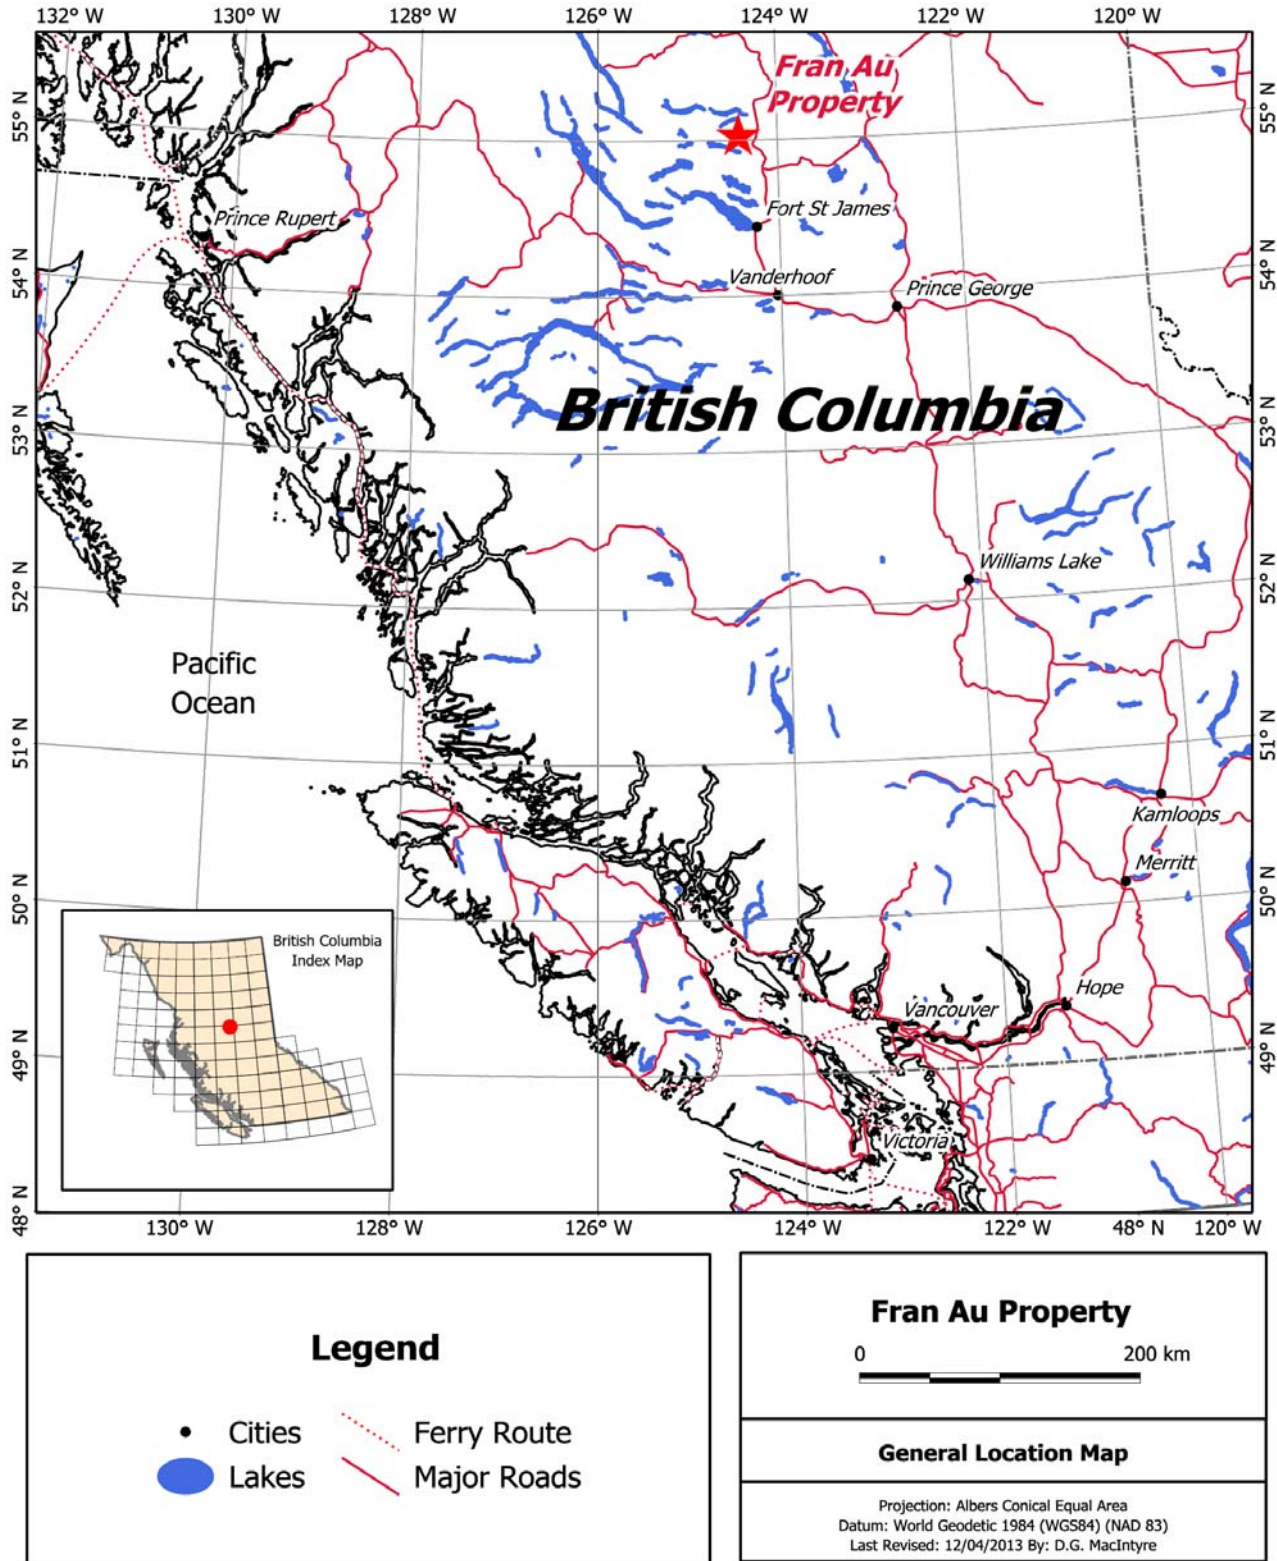 132° W 130° W 128° W 126° W 124° W 122° W 120° W
Fran Au
Property
55° N
55° N
Prince Rupert
Fort St James
54° N
54° N
Vanderhoof
Prince George
British Columbia
53° N
53° N
Williams Lake
52° N
52° N
Pacific
Ocean
51° N
51° N
Kamloops
Merritt
50° N
50° N
British Columbia
Index Map
Hope
Vancouver
49° N
49° N
Victoria
48° N
130° W 128° W 126° W 124° W 122° W 48° N 120° W
Legend
Cities
Ferry Route
Lakes
Major Roads
Fran Au Property
0 200 km
General Location Map
Projection: Albers Conical Equal Area
Datum: World Geodetic 1984 (WGS84) (NAD 83)
Last Revised: 12/04/2013 By: D.G. MacIntyre